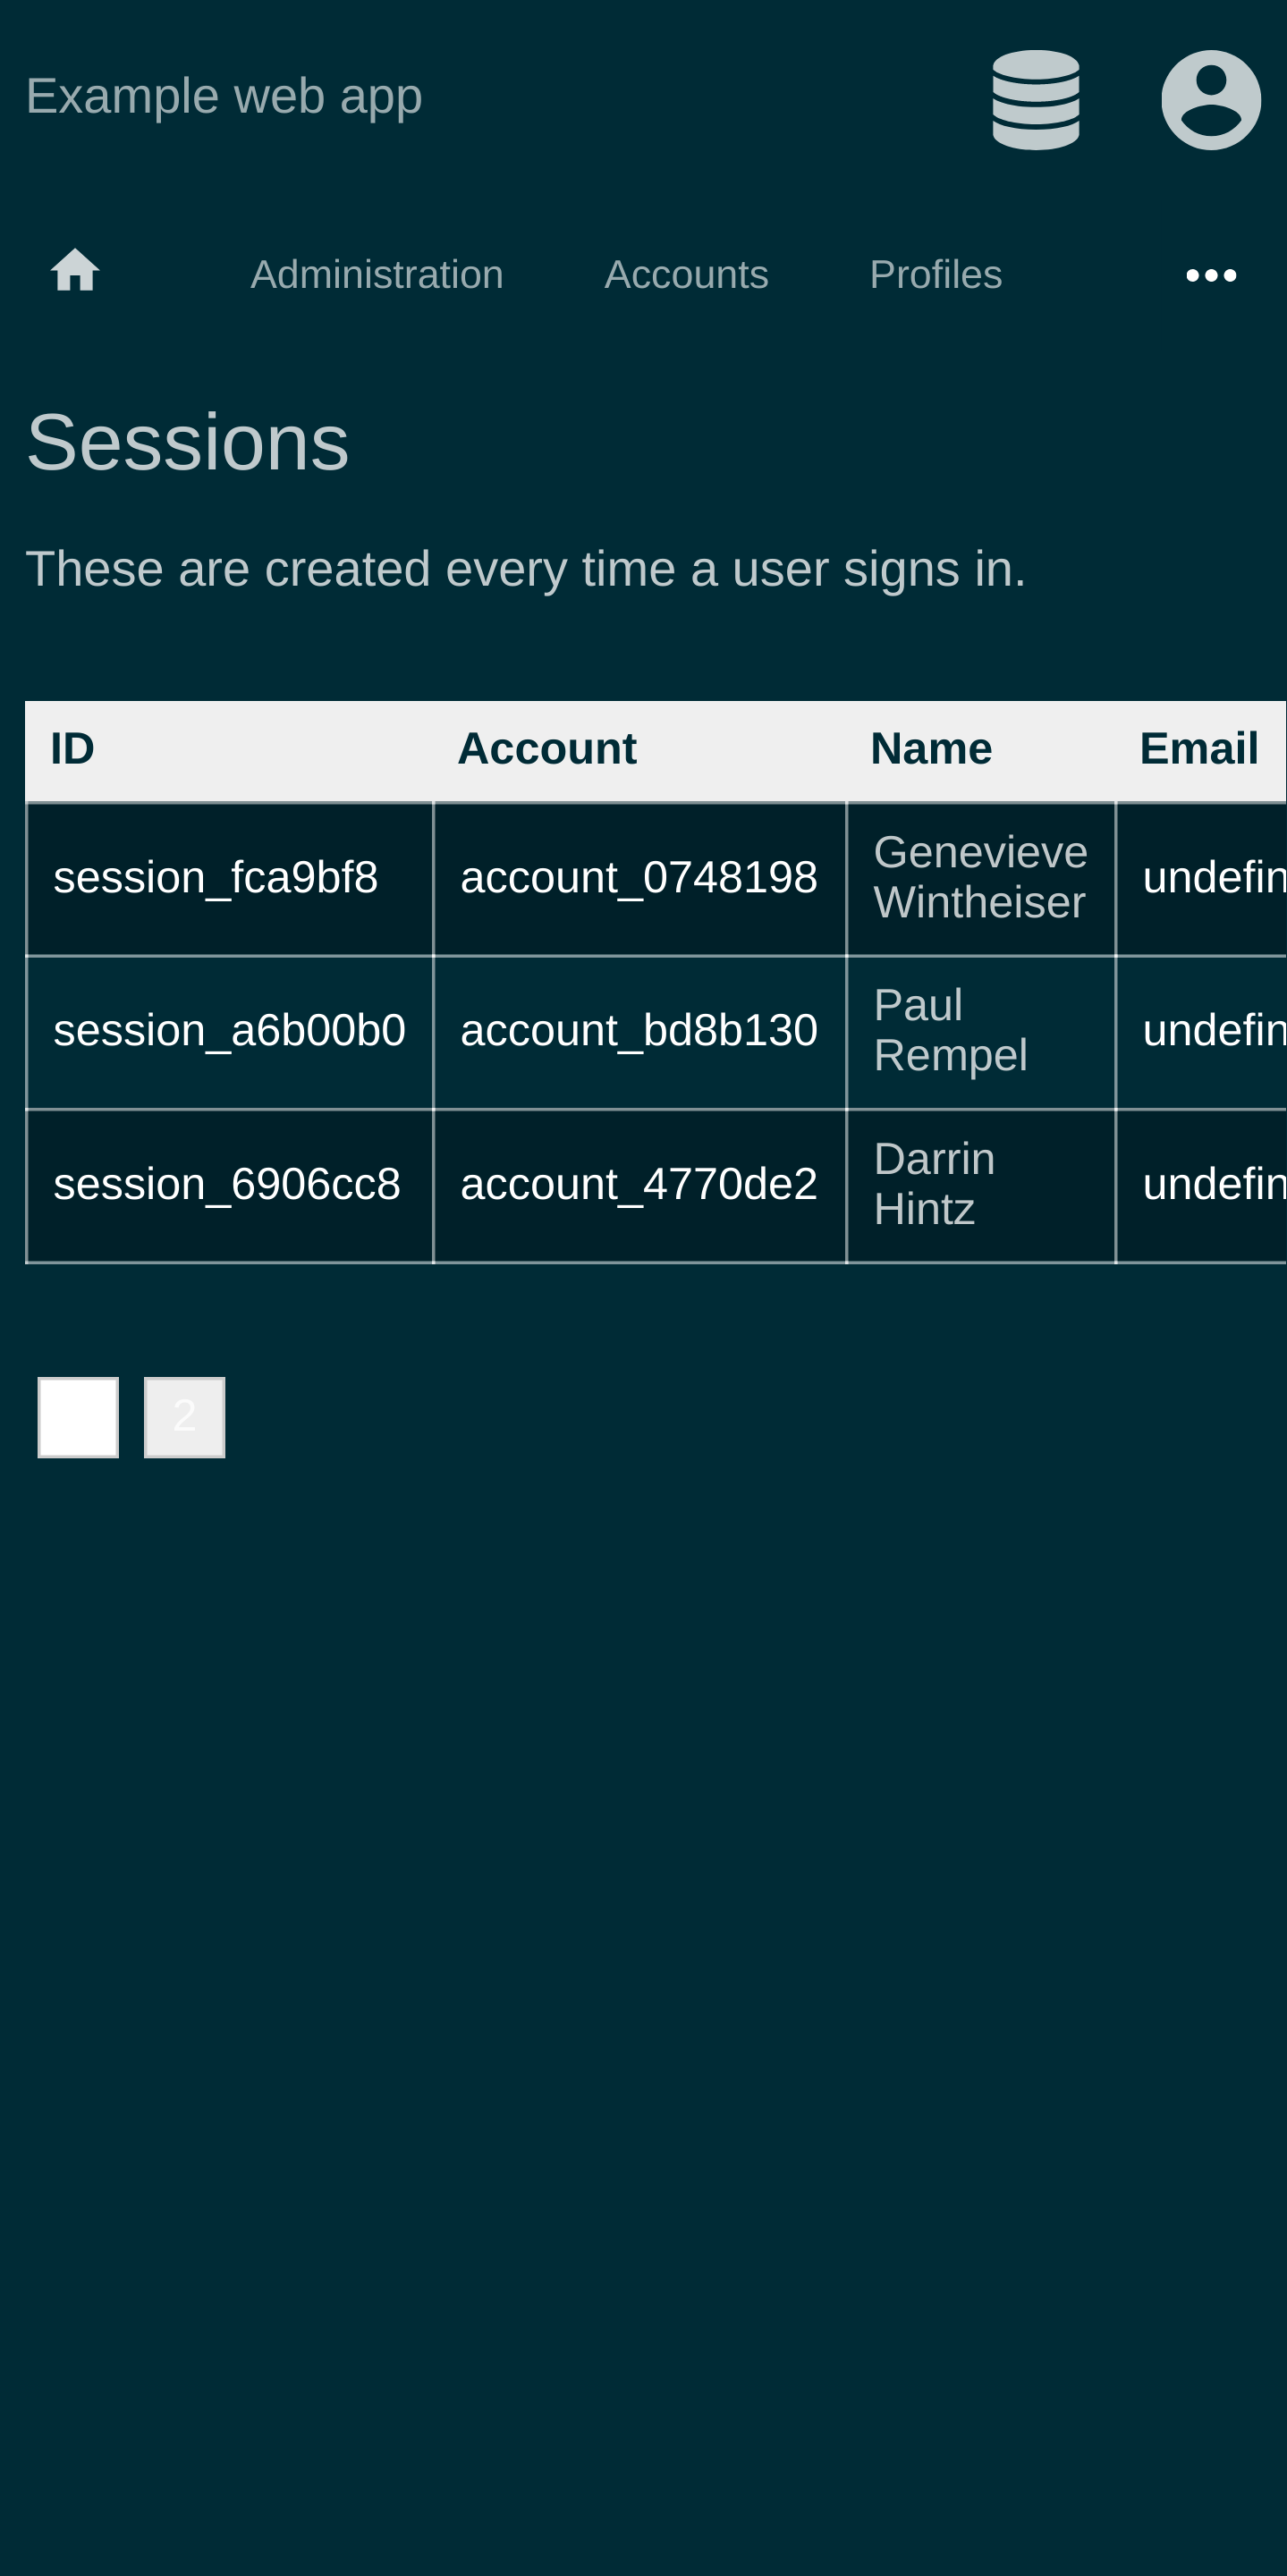 Example web app
Administration Accounts Profiles
Sessions
These are created every time a user signs in.
ID Account Name Email
session_fca9bf8 account_0748198 Genevieve Wintheiser undefin
session_a6b00b0 account_bd8b130 Paul Rempel undefin
session_6906cc8 account_4770de2 Darrin Hintz undefin
2